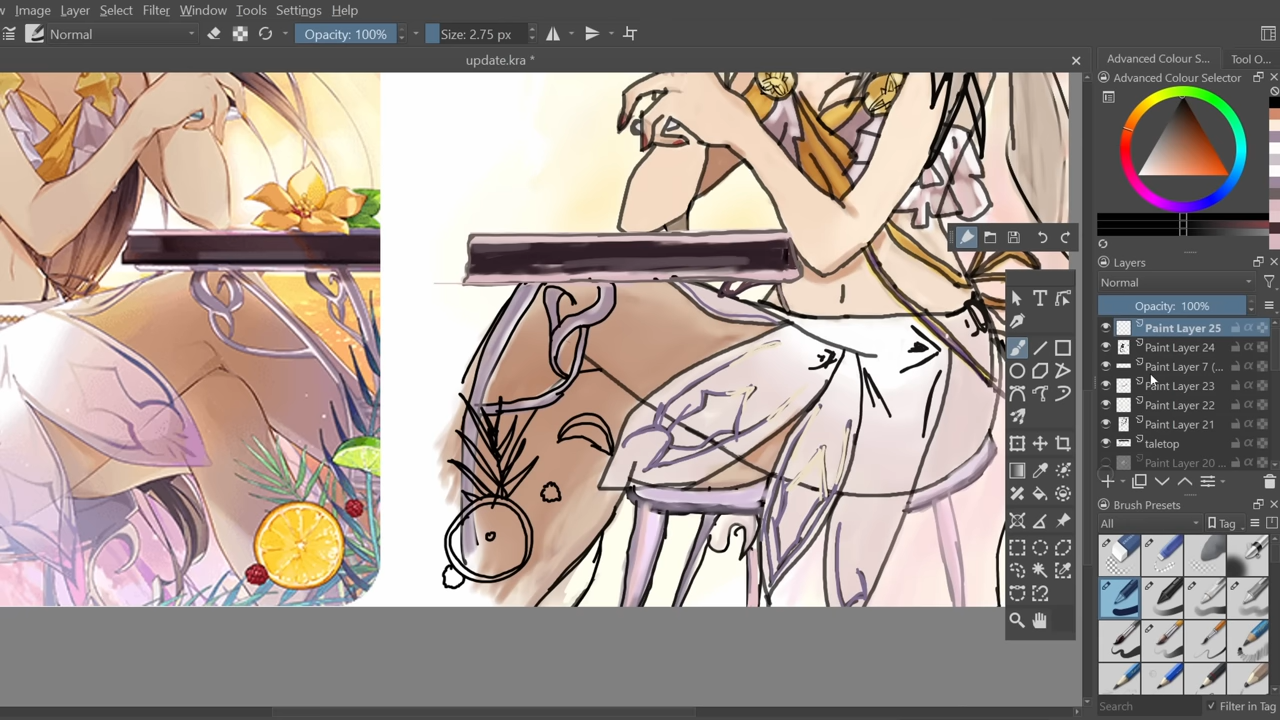 Image Layer Select Filter Window Tools Settings Help
Normal Opacity: 100% Size: 2.75 px
update.kra *
Advanced Colour S... Tool O...
Advanced Colour Selector
Layers
Normal
Opacity: 100%
Paint Layer 25
Paint Layer 24
Paint Layer 7 (...
Paint Layer 23
Paint Layer 22
Paint Layer 21
taletop
Paint Layer 20 ...
Brush Presets
All Tag
Search Filter in Tag